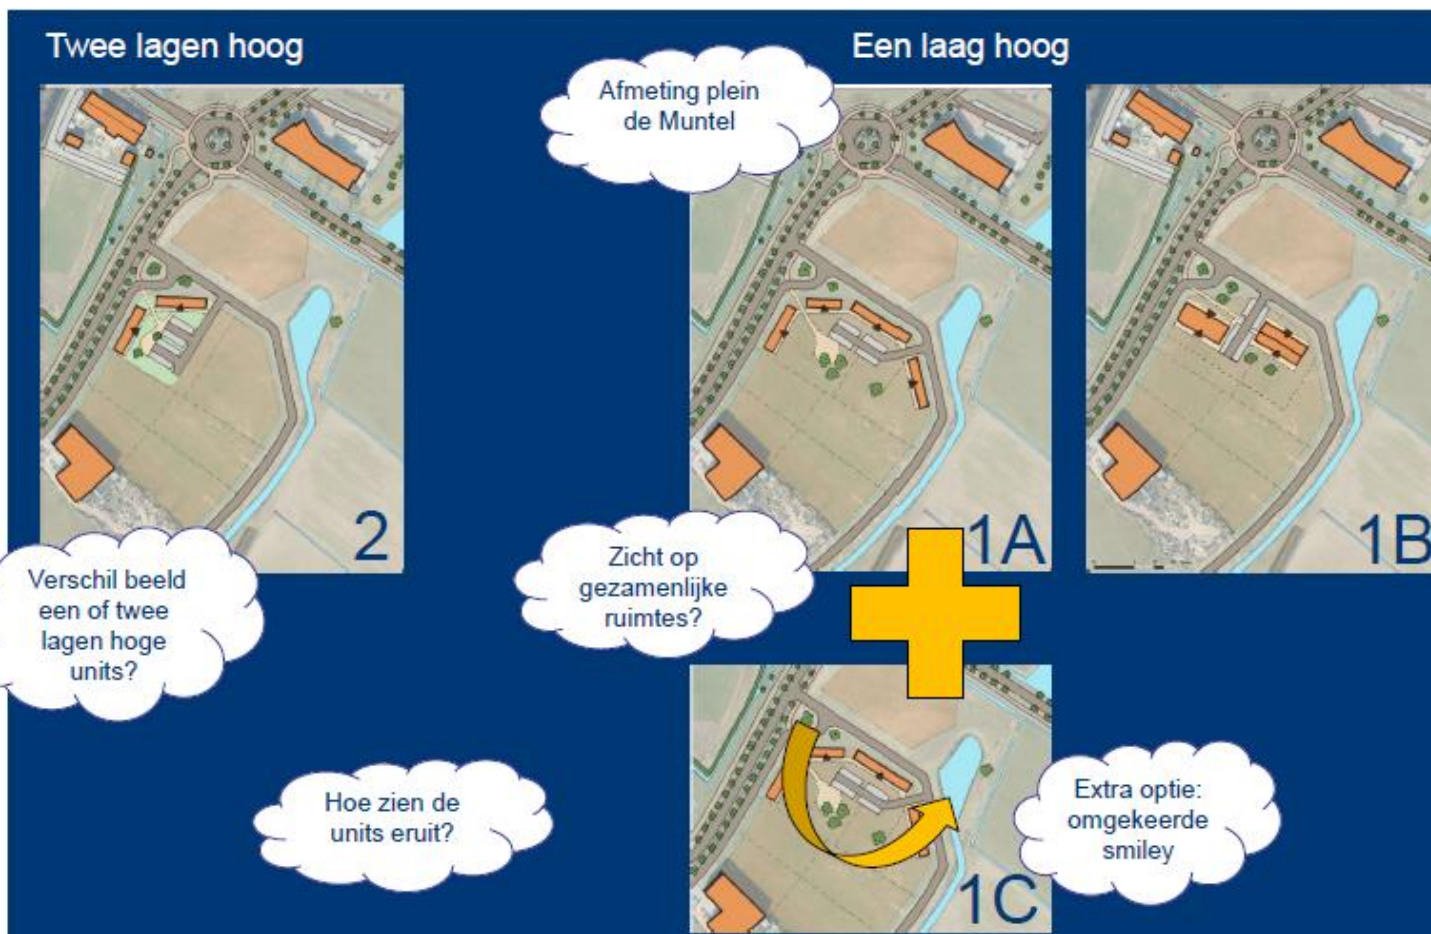 Twee lagen hoog
Een laag hoog
Afmeting plein
de Muntel
2
1A
1B
Verschil beeld
een of twee
lagen hoge
units?
Zicht op
gezamenlijke
ruimtes?
Hoe zien de
units eruit?
1C
Extra optie:
omgekeerde
smiley